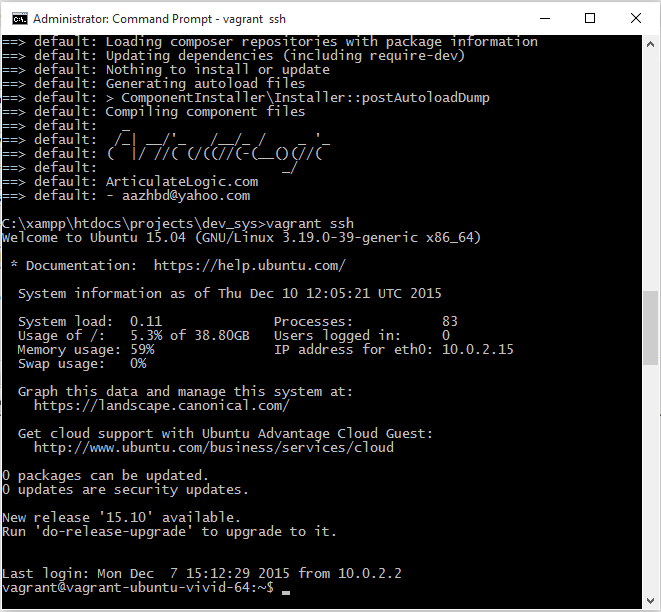 Administrator: Command Prompt - vagrant ssh
==> default: Loading composer repositories with package information
==> default: Updating dependencies (including require-dev)
==> default: Nothing to install or update
==> default: Generating autoload files
==> default: > ComponentInstaller\Installer::postAutoloadDump
==> default: Compiling component files
==> default:    _
==> default:  /_| __/'_   /__/_ /    _ '_
==> default: (  |/ //( (/((//(-(__()(//(
==> default:                       _/
==> default: ArticulateLogic.com
==> default: - aazhbd@yahoo.com
C:\xampp\htdocs\projects\dev_sys>vagrant ssh
Welcome to Ubuntu 15.04 (GNU/Linux 3.19.0-39-generic x86_64)
* Documentation:  https://help.ubuntu.com/
System information as of Thu Dec 10 12:05:21 UTC 2015
System load:  0.11              Processes:           83
Usage of /:   5.3% of 38.80GB   Users logged in:     0
Memory usage: 59%               IP address for eth0: 10.0.2.15
Swap usage:   0%
Graph this data and manage this system at:
https://landscape.canonical.com/
Get cloud support with Ubuntu Advantage Cloud Guest:
http://www.ubuntu.com/business/services/cloud
0 packages can be updated.
0 updates are security updates.
New release '15.10' available.
Run 'do-release-upgrade' to upgrade to it.
Last login: Mon Dec  7 15:12:29 2015 from 10.0.2.2
vagrant@vagrant-ubuntu-vivid-64:~$ _